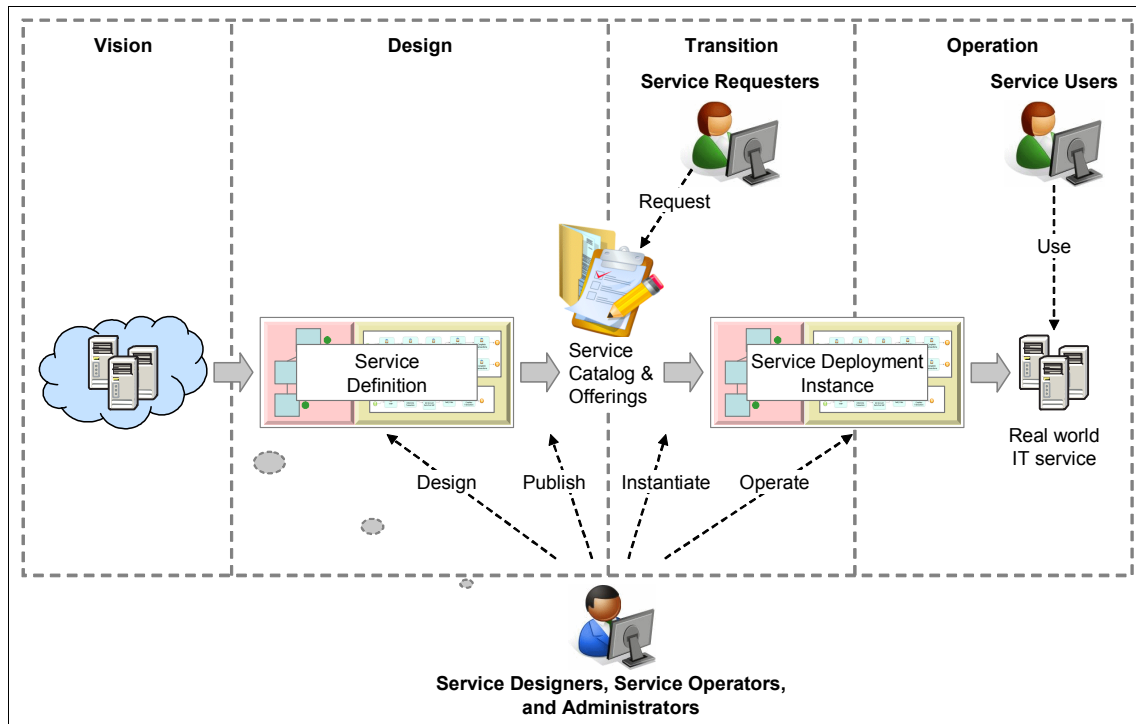 Vision
Design
Transition
Operation
Service Requesters
Service Users
Request
Use
Service
Definition
Service
Catalog &
Offerings
Service Deployment
Instance
Real world
IT service
Design
Publish
Instantiate
Operate
Service Designers, Service Operators,
and Administrators